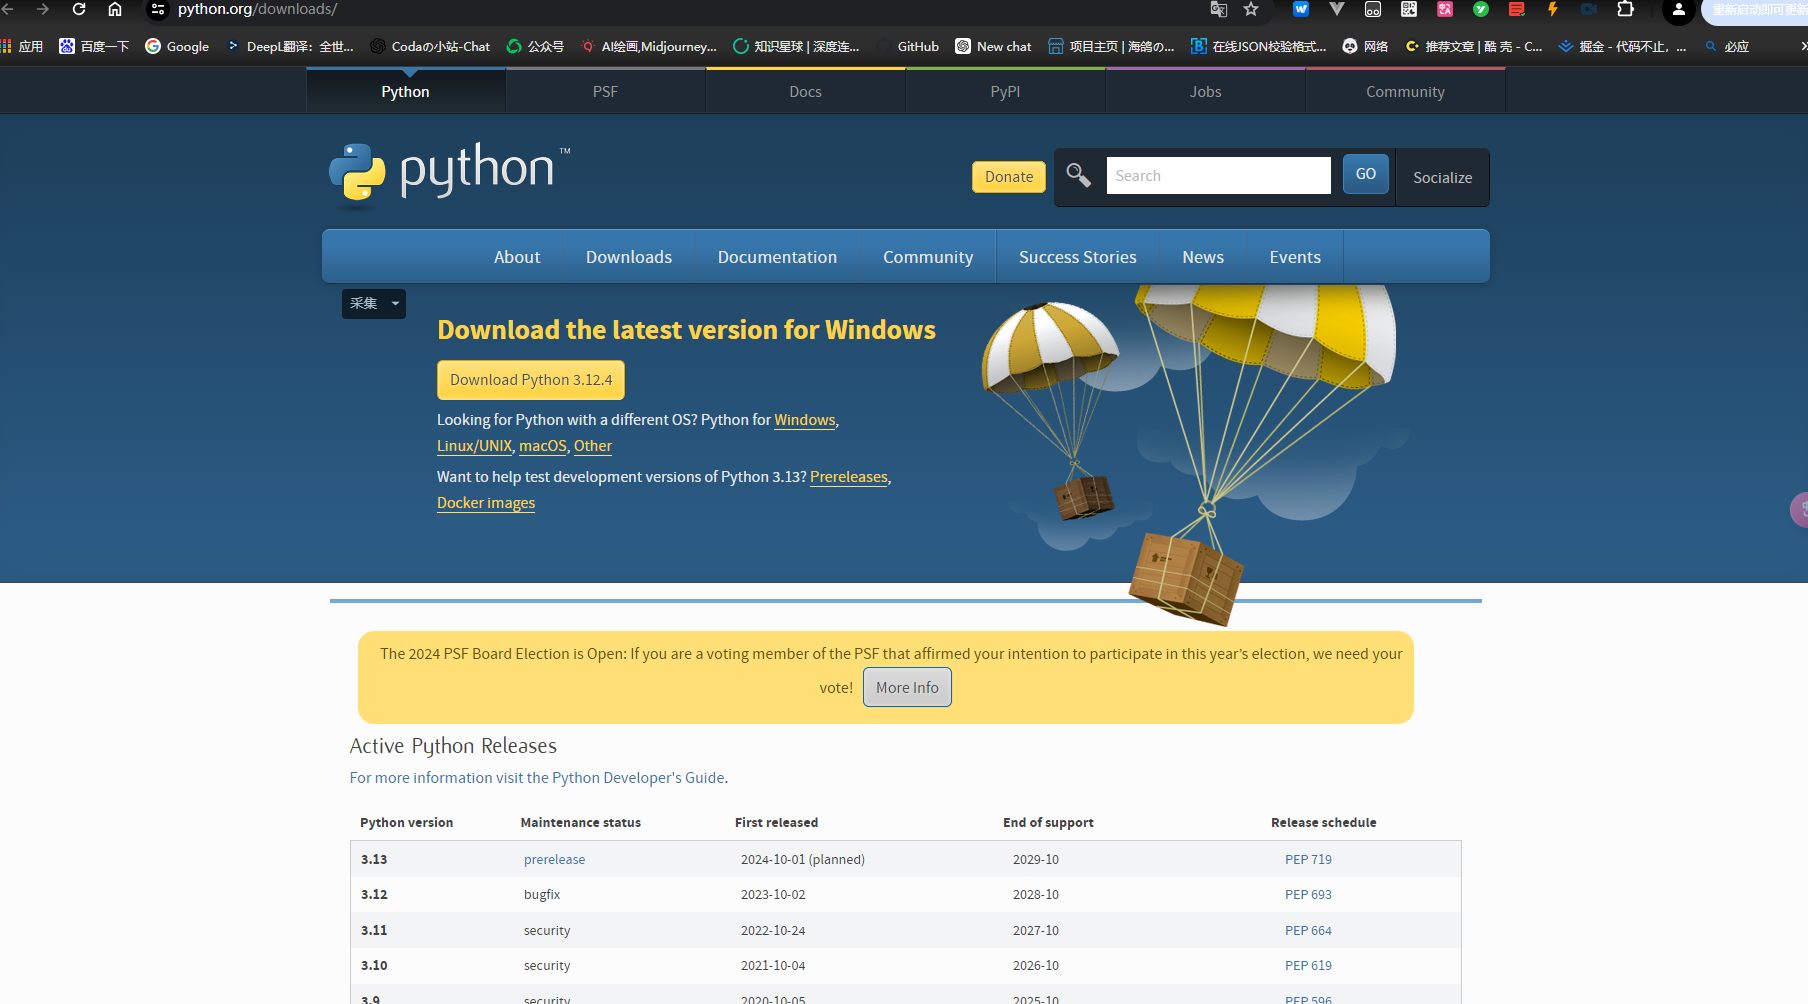 python.org/downloads/
重新启动即可更新
应用 百度一下 Google DeepL翻译：全世... Codaの小站-Chat 公众号 AI绘画,Midjourney... 知识星球 | 深度连... GitHub New chat 项目主页 | 海鸽の... 在线JSON校验格式... 网络 推荐文章 | 酷 壳 - C... 掘金 - 代码不止，... 必应
Python PSF Docs PyPI Jobs Community
python™
Donate Search GO Socialize
About Downloads Documentation Community Success Stories News Events
采集
Download the latest version for Windows
Download Python 3.12.4
Looking for Python with a different OS? Python for Windows,
Linux/UNIX, macOS, Other
Want to help test development versions of Python 3.13? Prereleases,
Docker images
The 2024 PSF Board Election is Open: If you are a voting member of the PSF that affirmed your intention to participate in this year’s election, we need your
vote! More Info
Active Python Releases
For more information visit the Python Developer's Guide.
Python version Maintenance status First released End of support Release schedule
3.13 prerelease 2024-10-01 (planned) 2029-10 PEP 719
3.12 bugfix 2023-10-02 2028-10 PEP 693
3.11 security 2022-10-24 2027-10 PEP 664
3.10 security 2021-10-04 2026-10 PEP 619
3.9 security 2020-10-05 2025-10 PEP 596